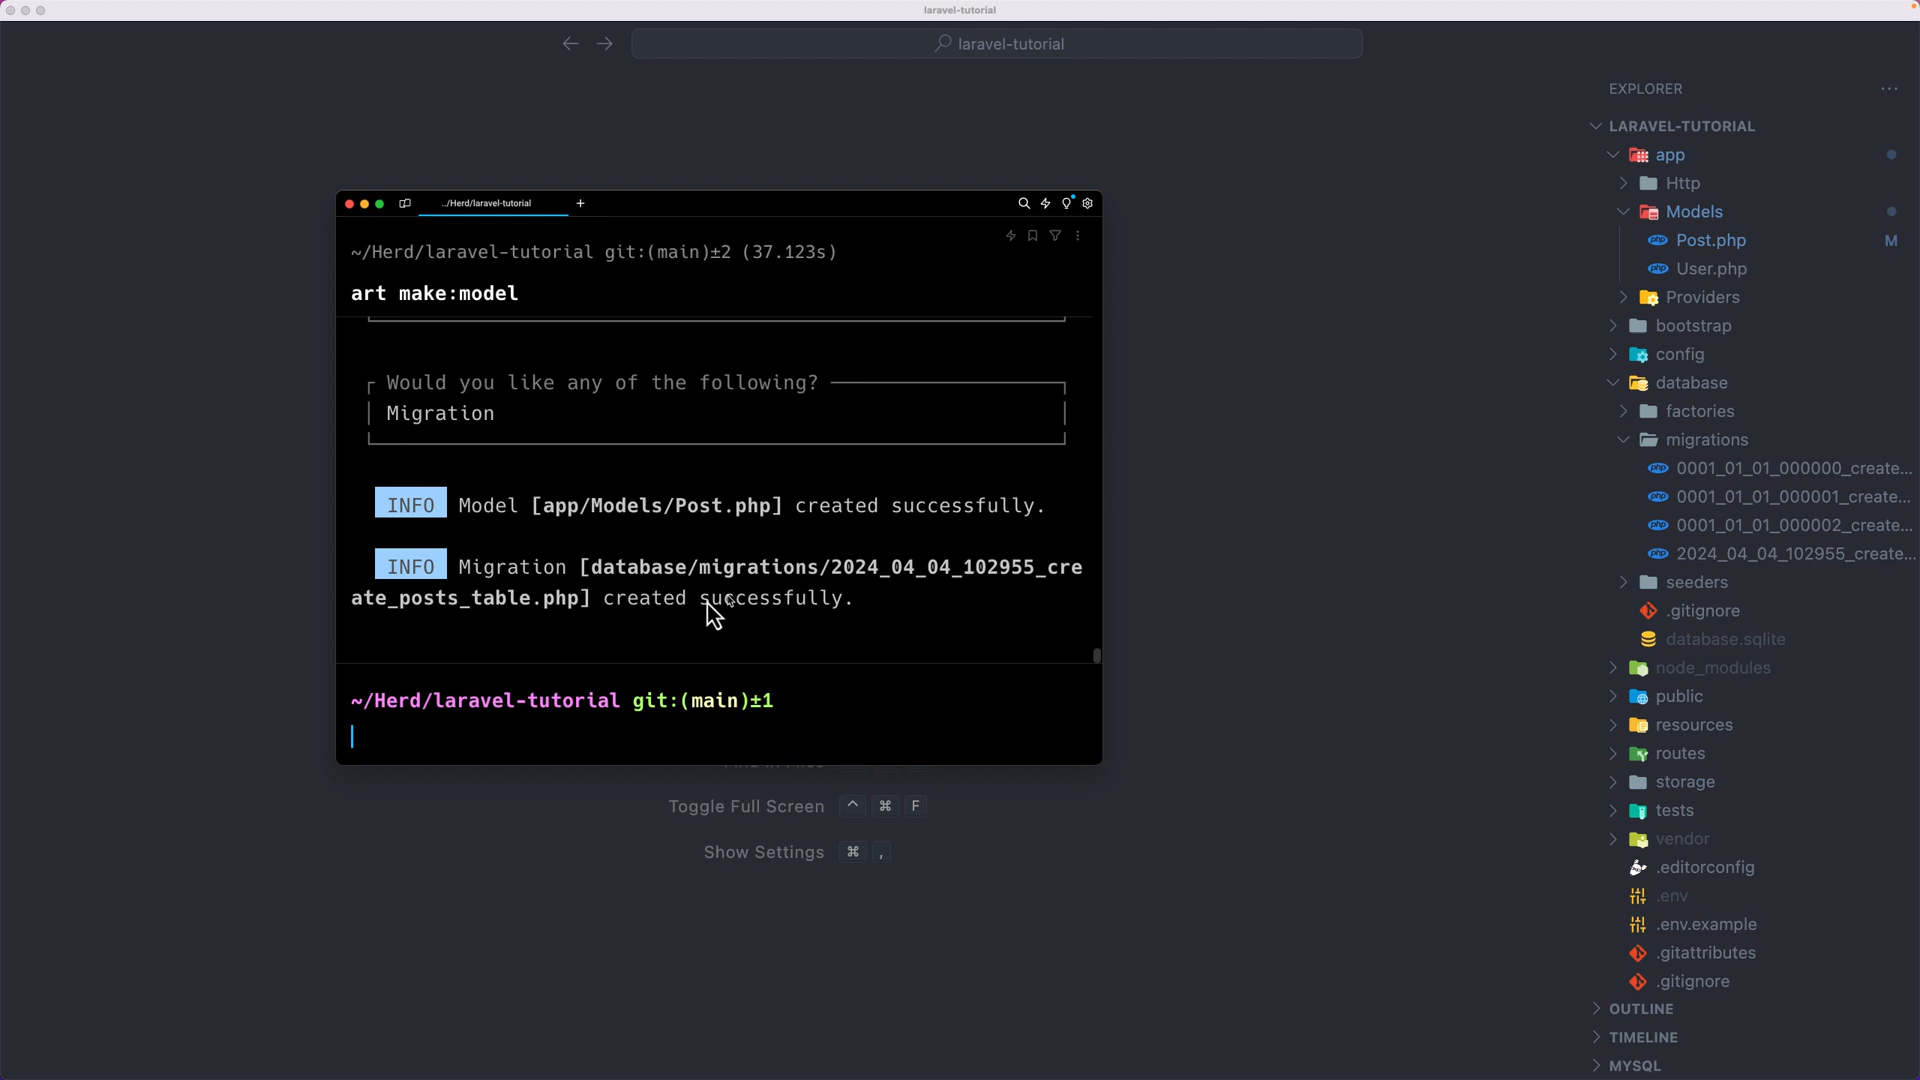 laravel-tutorial
laravel-tutorial
EXPLORER
LARAVEL-TUTORIAL
app
Http
Models
Post.php M
User.php
Providers
bootstrap
config
database
factories
migrations
0001_01_01_000000_create...
0001_01_01_000001_create...
0001_01_01_000002_create...
2024_04_04_102955_create...
seeders
.gitignore
database.sqlite
node_modules
public
resources
routes
storage
tests
vendor
.editorconfig
.env
.env.example
.gitattributes
.gitignore
OUTLINE
TIMELINE
MYSQL
../Herd/laravel-tutorial
~/Herd/laravel-tutorial git:(main)±2 (37.123s)
art make:model
Would you like any of the following?
Migration
INFO Model [app/Models/Post.php] created successfully.
INFO Migration [database/migrations/2024_04_04_102955_cre
ate_posts_table.php] created successfully.
~/Herd/laravel-tutorial git:(main)±1
Toggle Full Screen ^ ⌘ F
Show Settings ⌘ ,